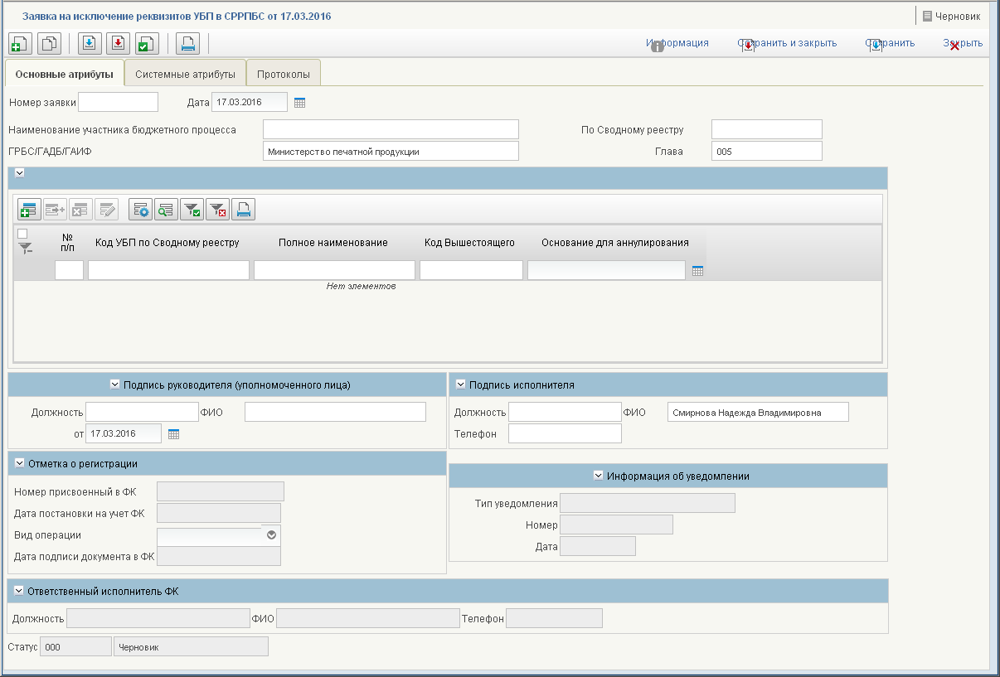 Заявка на исключение реквизитов УБП в СРРПБС от 17.03.2016
Черновик
Информация Сохранить и закрыть Сохранить Закрыть
Основные атрибуты Системные атрибуты Протоколы
Номер заявки Дата 17.03.2016
Наименование участника бюджетного процесса По Сводному реестру
ГРБС/ГАДБ/ГАИФ Министерство печатной продукции Глава 005
№ п/п Код УБП по Сводному реестру Полное наименование Код Вышестоящего Основание для аннулирования
Нет элементов
Подпись руководителя (уполномоченного лица) Подпись исполнителя
Должность ФИО Должность ФИО Смирнова Надежда Владимировна
от 17.03.2016 Телефон
Отметка о регистрации
Информация об уведомлении
Номер присвоенный в ФК
Тип уведомления
Дата постановки на учет ФК
Номер
Вид операции
Дата
Дата подписи документа в ФК
Ответственный исполнитель ФК
Должность ФИО Телефон
Статус 000 Черновик